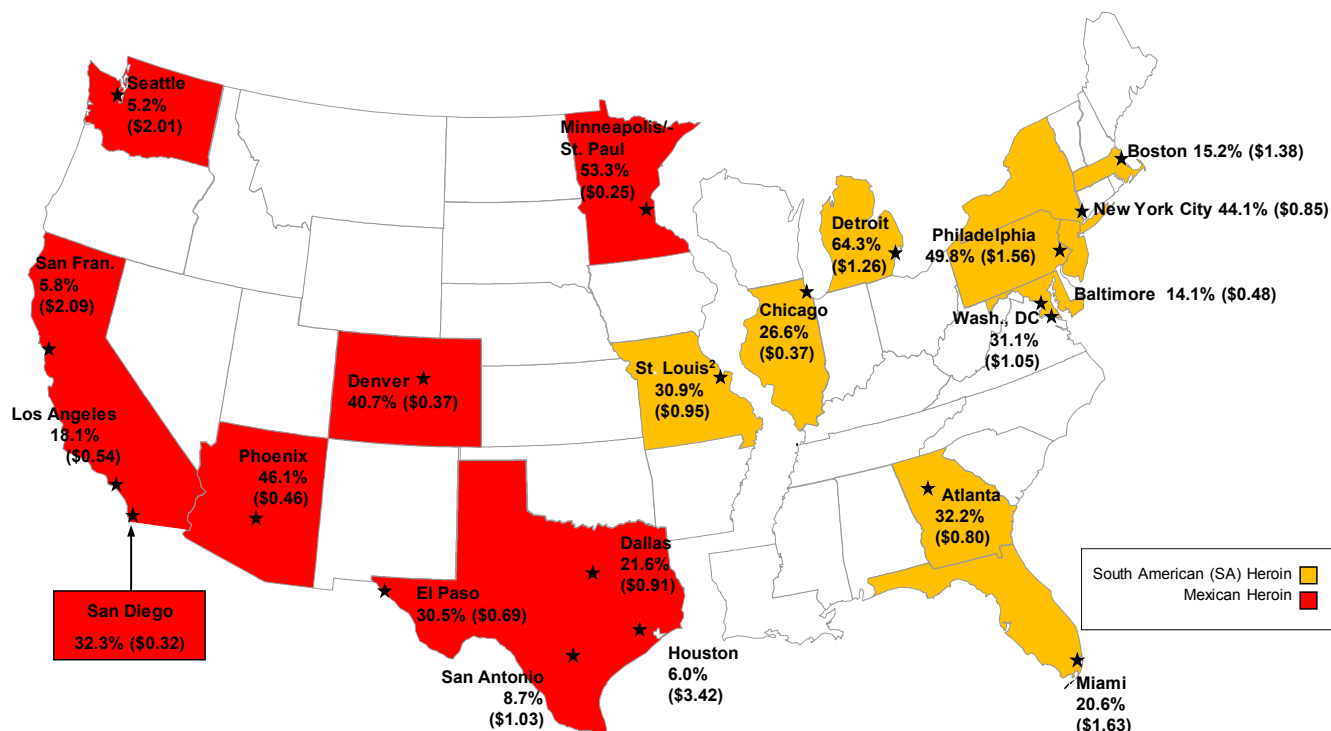 Seattle
5.2%
($2.01)
Minneapolis/-
St. Paul
53.3%
($0.25)
Boston 15.2% ($1.38)
New York City 44.1% ($0.85)
Detroit
64.3%
($1.26)
Philadelphia
49.8% ($1.56)
San Fran.
5.8%
($2.09)
Baltimore 14.1% ($0.48)
Chicago
26.6%
($0.37)
Wash., DC
31.1%
($1.05)
St. Louis²
30.9%
($0.95)
Denver
40.7% ($0.37)
Los Angeles
18.1%
($0.54)
Phoenix
46.1%
($0.46)
Atlanta
32.2%
($0.80)
Dallas
21.6%
($0.91)
El Paso
30.5% ($0.69)
South American (SA) Heroin
Mexican Heroin
San Diego
32.3% ($0.32)
Houston
6.0%
($3.42)
San Antonio
8.7%
($1.03)
Miami
20.6%
($1.63)